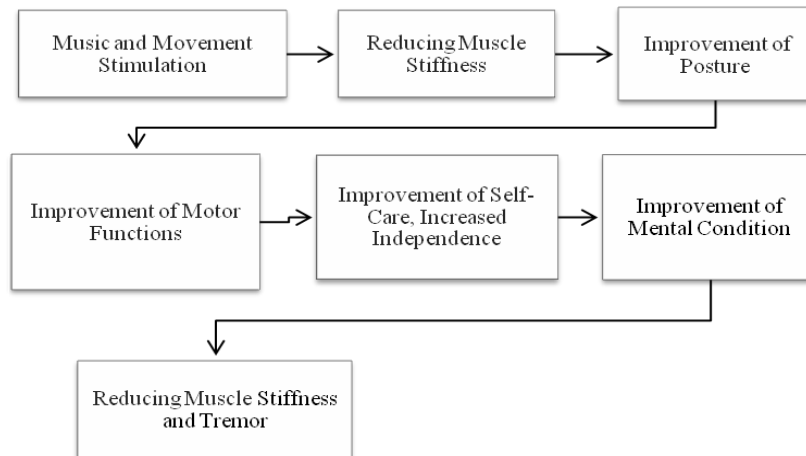 Music and Movement
Stimulation
Reducing Muscle
Stiffness
Improvement of
Posture
Improvement of Motor
Functions
Improvement of Self-
Care, Increased
Independence
Improvement of
Mental Condition
Reducing Muscle Stiffness
and Tremor